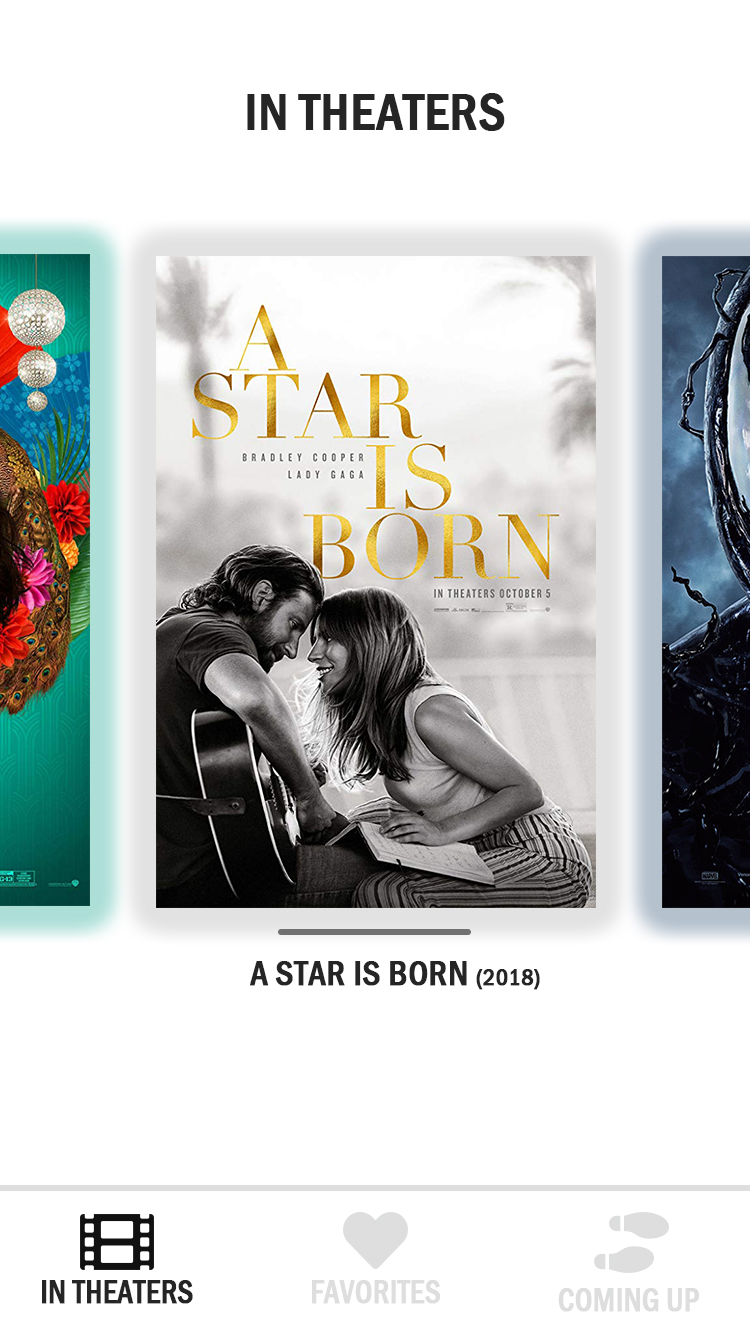 IN THEATERS
A
STAR
BRADLEY COOPER
LADY GAGA
IS
BORN
IN THEATERS OCTOBER 5
A STAR IS BORN (2018)
IN THEATERS
FAVORITES
COMING UP